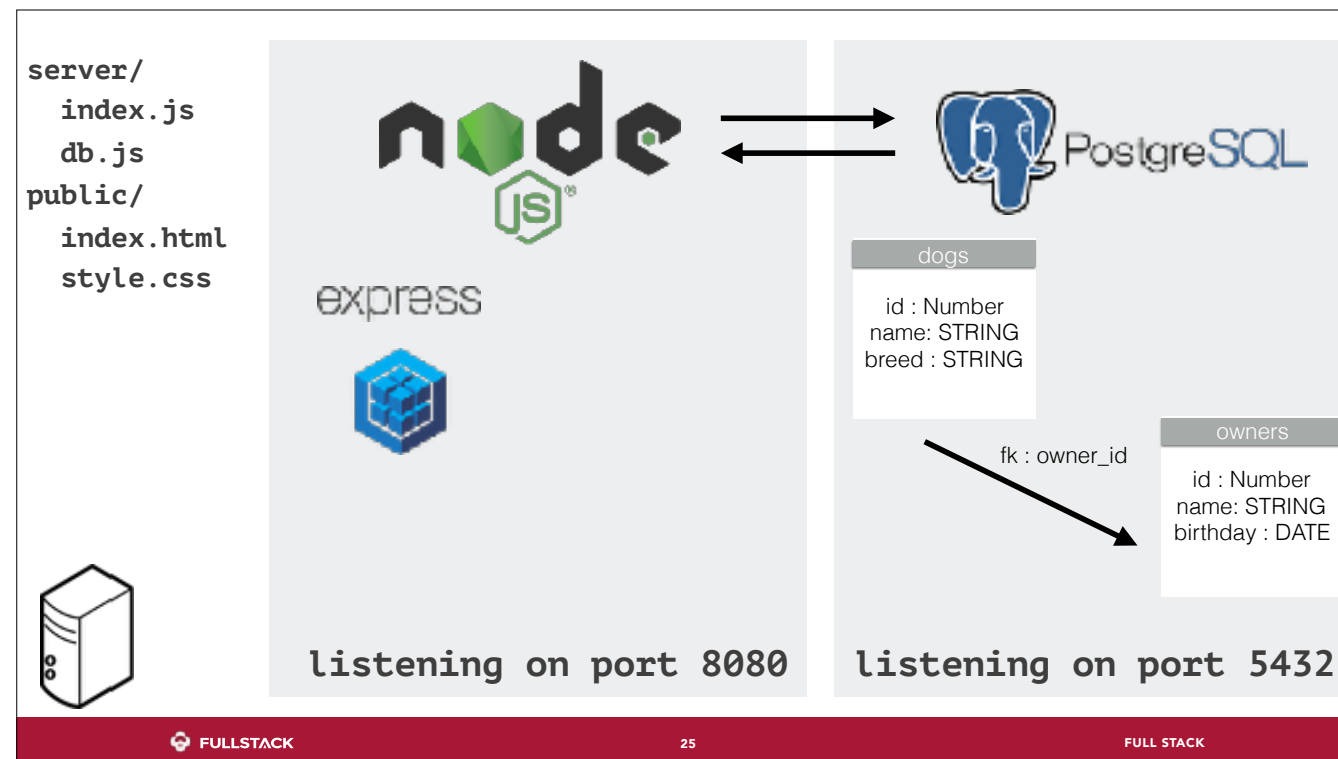 server/
index.js
db.js
public/
index.html
style.css
node
JS®
express
listening on port 8080
PostgreSQL
dogs
id : Number
name: STRING
breed : STRING
fk : owner_id
owners
id : Number
name: STRING
birthday : DATE
listening on port 5432
FULLSTACK
25
FULL STACK